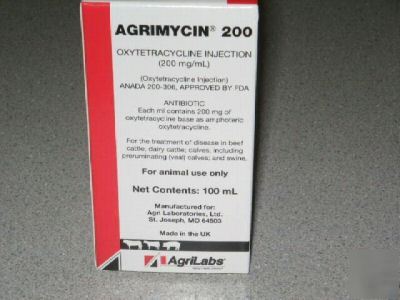 AGRIMYCIN® 200
OXYTETRACYCLINE INJECTION
(200 mg/mL)
(Oxytetracycline Injection)
ANADA 200-306, APPROVED BY FDA
ANTIBIOTIC
Each ml contains 200 mg of
oxytetracycline base as amphoteric
oxytetracycline.
For the treatment of disease in beef
cattle; dairy cattle; calves, including
preruminating (veal) calves; and swine.
For animal use only
Net Contents: 100 mL
Manufactured for:
Agri Laboratories, Ltd.
St. Joseph, MO 64503
Made in the UK
AgriLabs